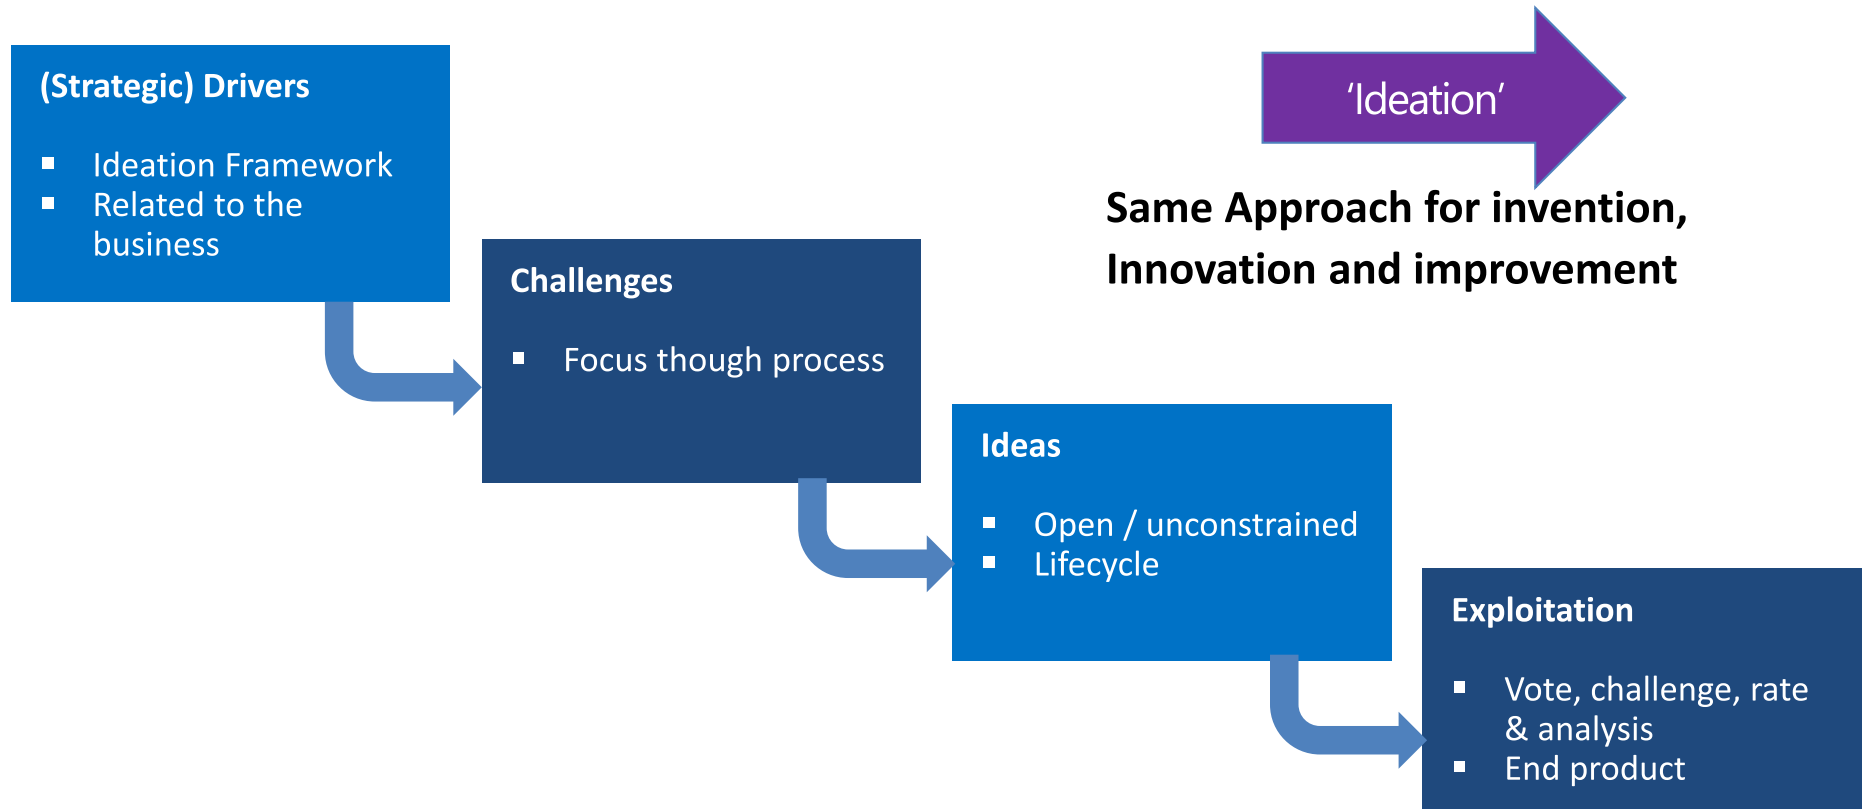 (Strategic) Drivers
▪ Ideation Framework
▪ Related to the
business
Challenges
▪ Focus though process
Ideas
▪ Open / unconstrained
▪ Lifecycle
Exploitation
▪ Vote, challenge, rate
& analysis
▪ End product
‘Ideation’
Same Approach for invention,
Innovation and improvement